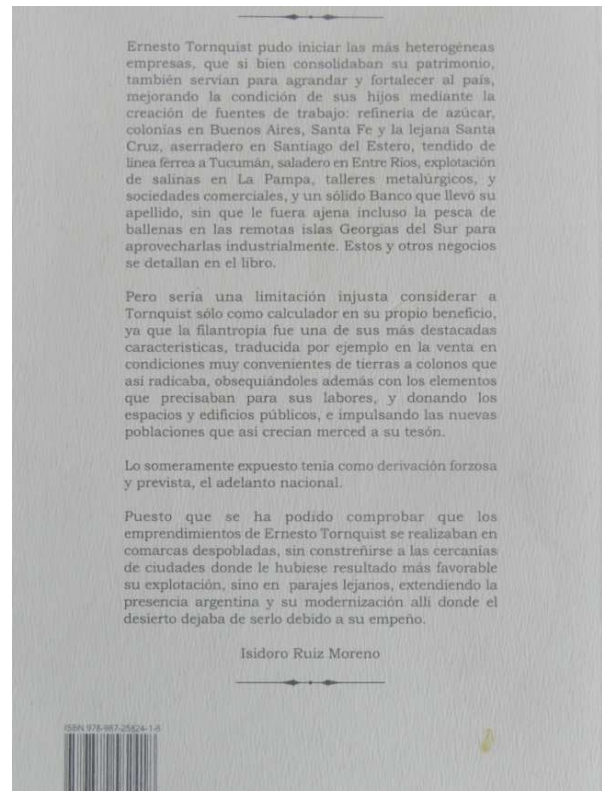 Ernesto Tornquist pudo iniciar las más heterogéneas
empresas, que si bien consolidaban su patrimonio,
también servían para agrandar y fortalecer al país,
mejorando la condición de sus hijos mediante la
creación de fuentes de trabajo: refinería de azúcar,
colonias en Buenos Aires, Santa Fe y la lejana Santa
Cruz, aserradero en Santiago del Estero, tendido de
línea férrea a Tucumán, saladero en Entre Ríos, explotación
de salinas en La Pampa, talleres metalúrgicos, y
sociedades comerciales, y un sólido Banco que llevó su
apellido, sin que le fuera ajena incluso la pesca de
ballenas en las remotas islas Georgias del Sur para
aprovecharlas industrialmente. Estos y otros negocios
se detallan en el libro.
Pero sería una limitación injusta considerar a
Tornquist sólo como calculador en su propio beneficio,
ya que la filantropía fue una de sus más destacadas
características, traducida por ejemplo en la venta en
condiciones muy convenientes de tierras a colonos que
así radicaba, obsequiándoles además con los elementos
que precisaban para sus labores, y donando los
espacios y edificios públicos, e impulsando las nuevas
poblaciones que así crecían merced a su tesón.
Lo someramente expuesto tenía como derivación forzosa
y prevista, el adelanto nacional.
Puesto que se ha podido comprobar que los
emprendimientos de Ernesto Tornquist se realizaban en
comarcas despobladas, sin constreñirse a las cercanías
de ciudades donde le hubiese resultado más favorable
su explotación, sino en parajes lejanos, extendiendo la
presencia argentina y su modernización allí donde el
desierto dejaba de serlo debido a su empeño.
Isidoro Ruiz Moreno
ISBN 978-987-25824-1-8